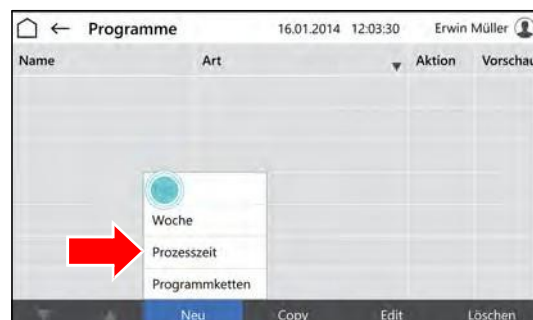 Programme 16.01.2014 12:03:30 Erwin Müller
Name Art Aktion Vorschau
Woche
Prozesszeit
Programmketten
Neu Copy Edit Löschen